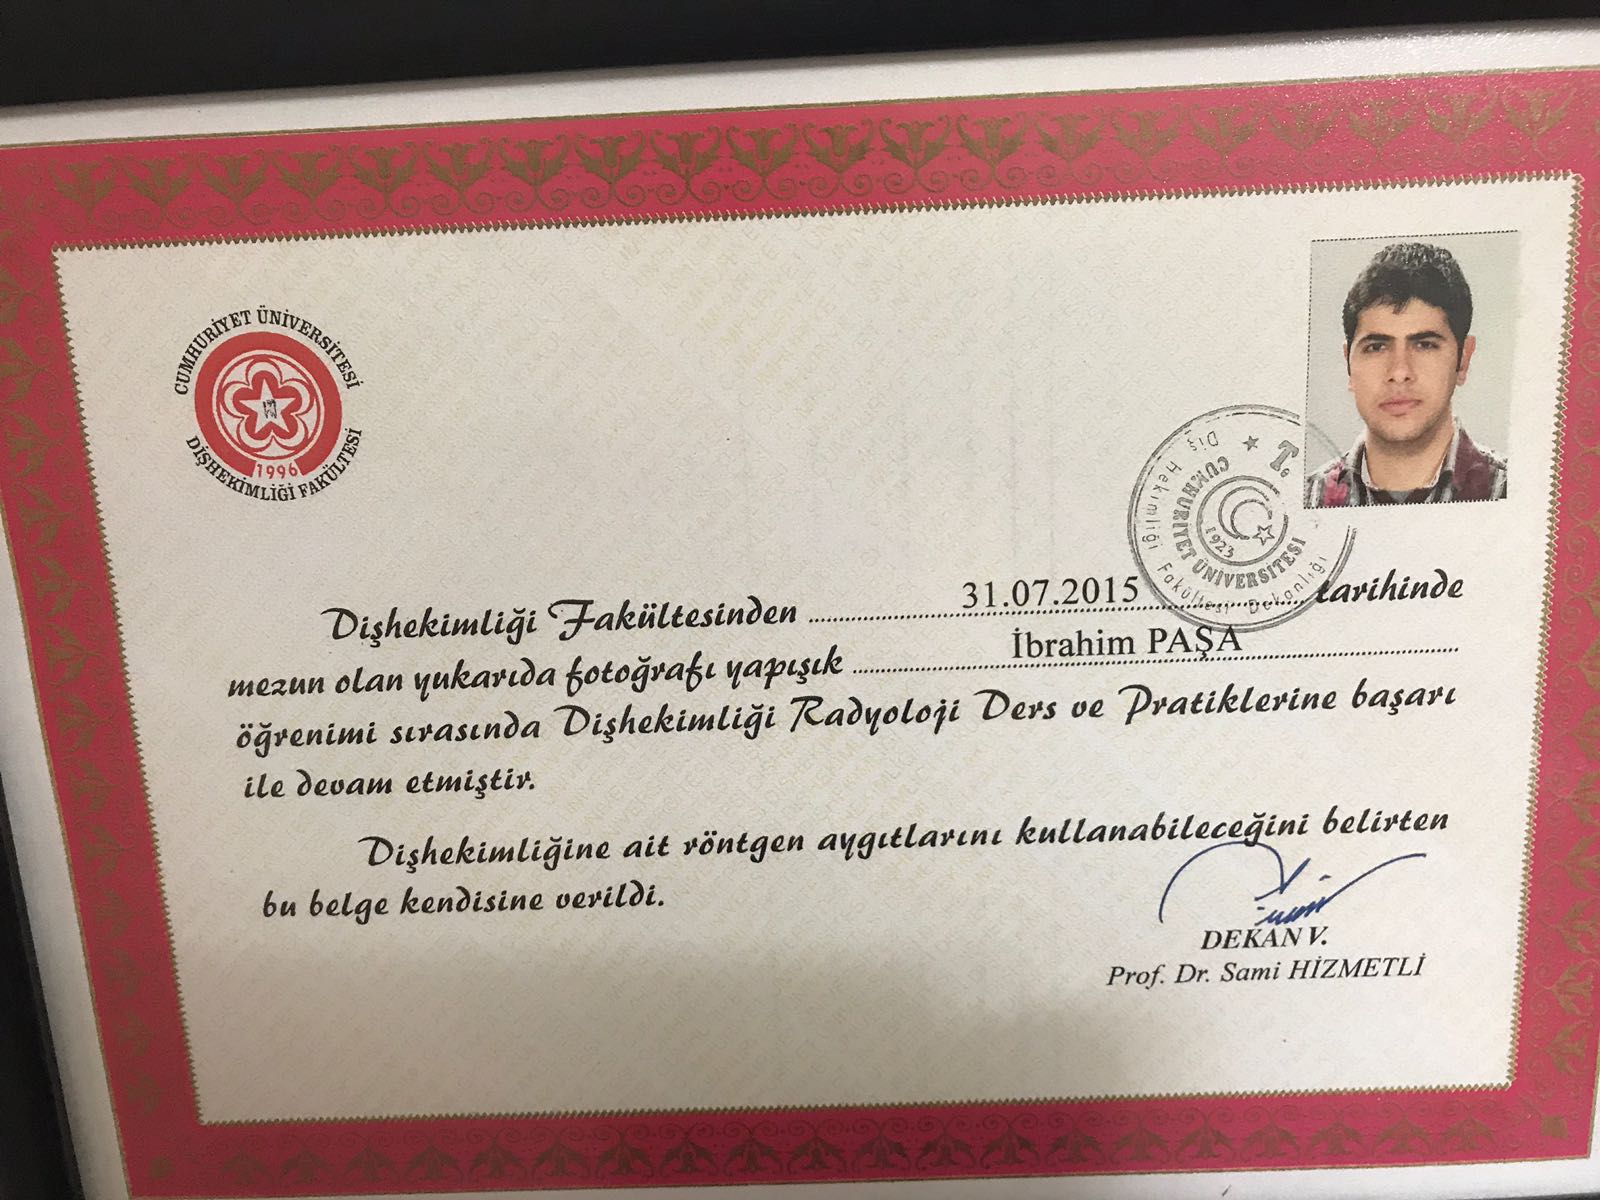 CUMHURİYET ÜNİVERSİTESİ
1996
DİŞHEKİMLİĞİ FAKÜLTESİ
T.C.
CUMHURİYET ÜNİVERSİTESİ
1923
Diş Hekimliği Fakültesi Dekanlığı
Dişhekimliği Fakültesinden 31.07.2015 tarihinde
mezun olan yukarıda fotoğrafı yapışık İbrahim PAŞA
öğrenimi sırasında Dişhekimliği Radyoloji Ders ve Pratiklerine başarı
ile devam etmiştir.
Dişhekimliğine ait röntgen aygıtlarını kullanabileceğini belirten
bu belge kendisine verildi.
DEKAN V.
Prof. Dr. Sami HİZMETLİ